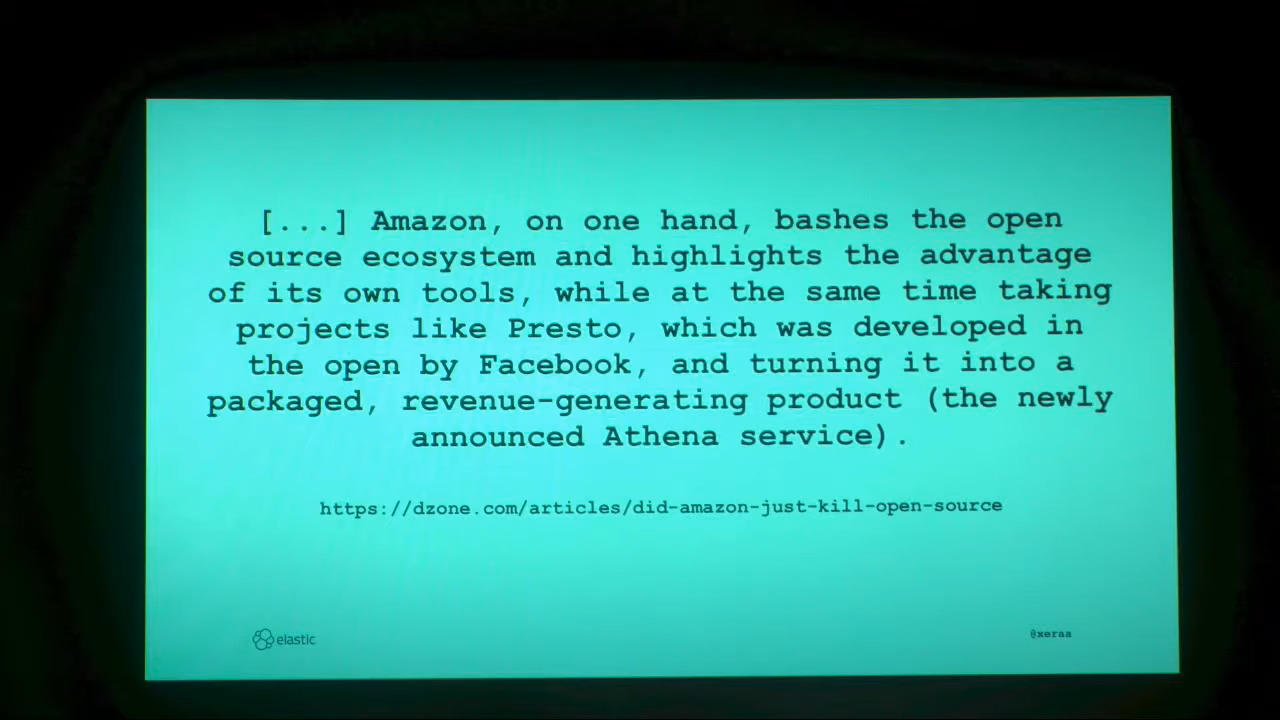 [...] Amazon, on one hand, bashes the open
source ecosystem and highlights the advantage
of its own tools, while at the same time taking
projects like Presto, which was developed in
the open by Facebook, and turning it into a
packaged, revenue-generating product (the newly
announced Athena service).
https://dzone.com/articles/did-amazon-just-kill-open-source
elastic
@xeraa